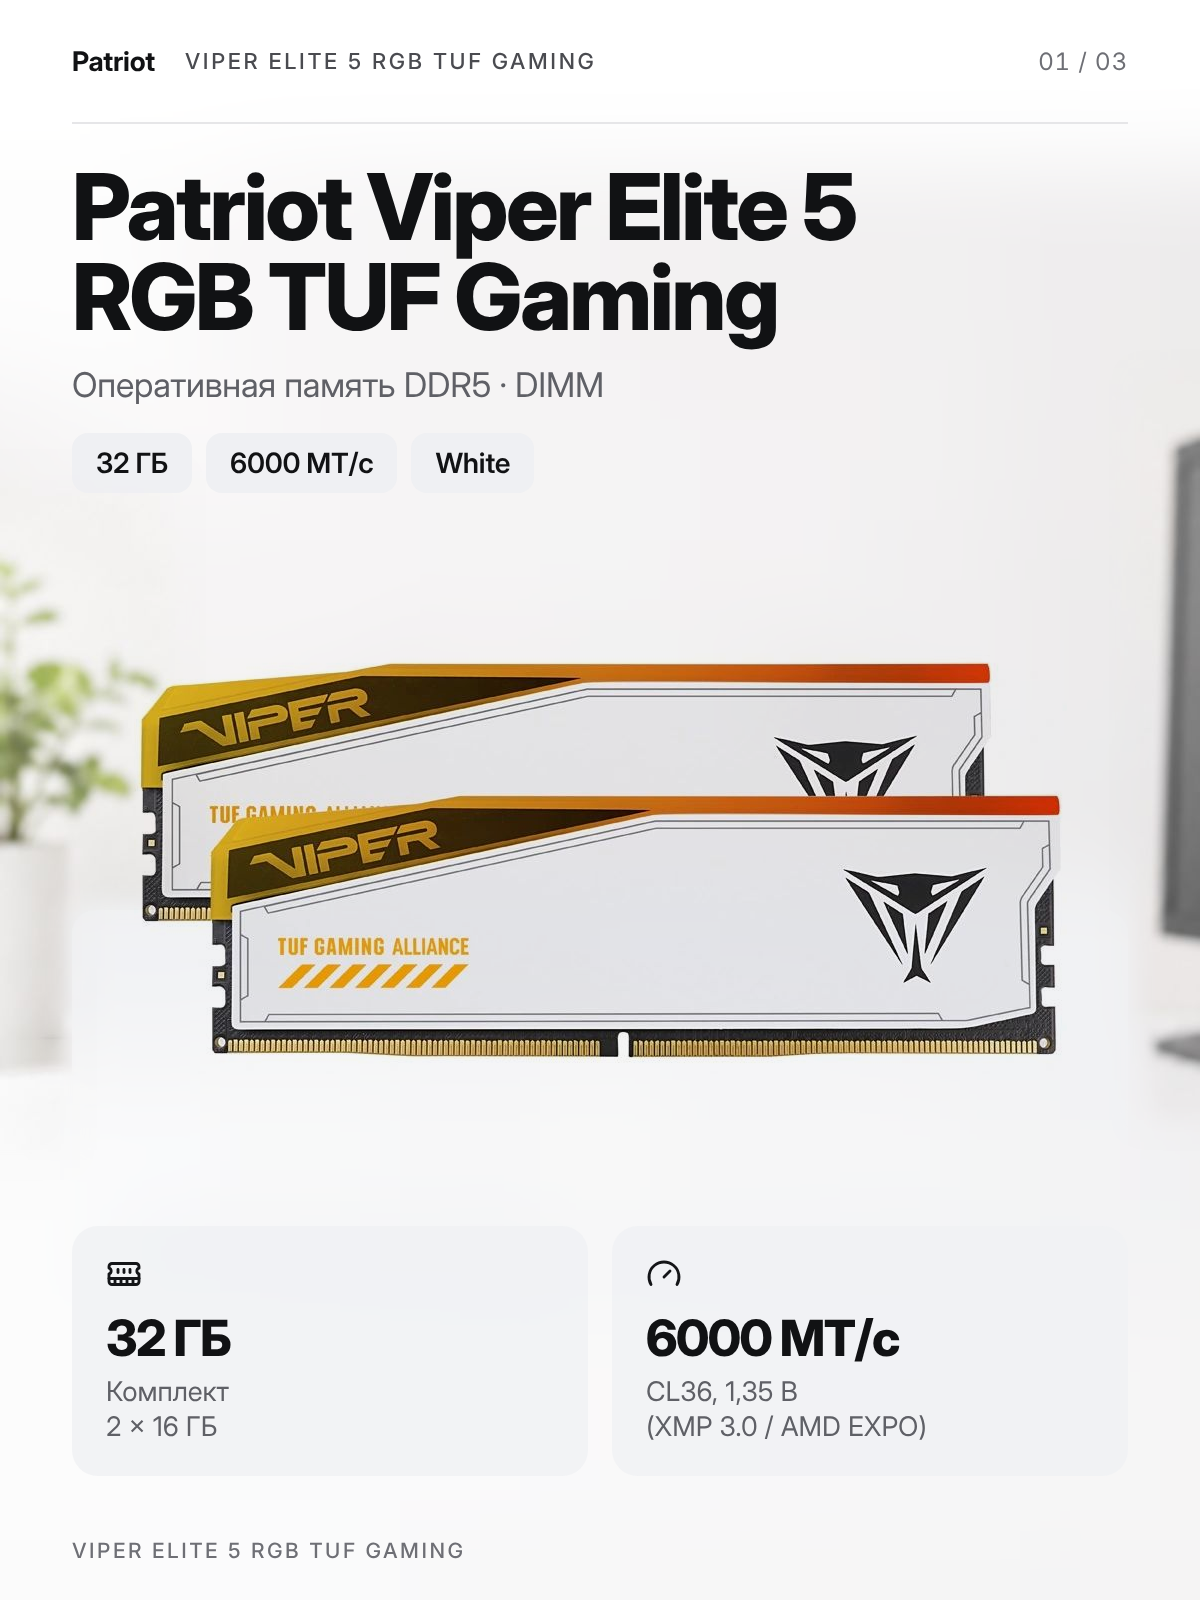 Patriot VIPER ELITE 5 RGB TUF GAMING 01 / 03
Patriot Viper Elite 5
RGB TUF Gaming
Оперативная память DDR5 · DIMM
32 ГБ 6000 МТ/с White
VIPER
TUF GAMING
VIPER
TUF GAMING ALLIANCE
32 ГБ
Комплект
2 × 16 ГБ
6000 МТ/с
CL36, 1,35 В
(XMP 3.0 / AMD EXPO)
VIPER ELITE 5 RGB TUF GAMING